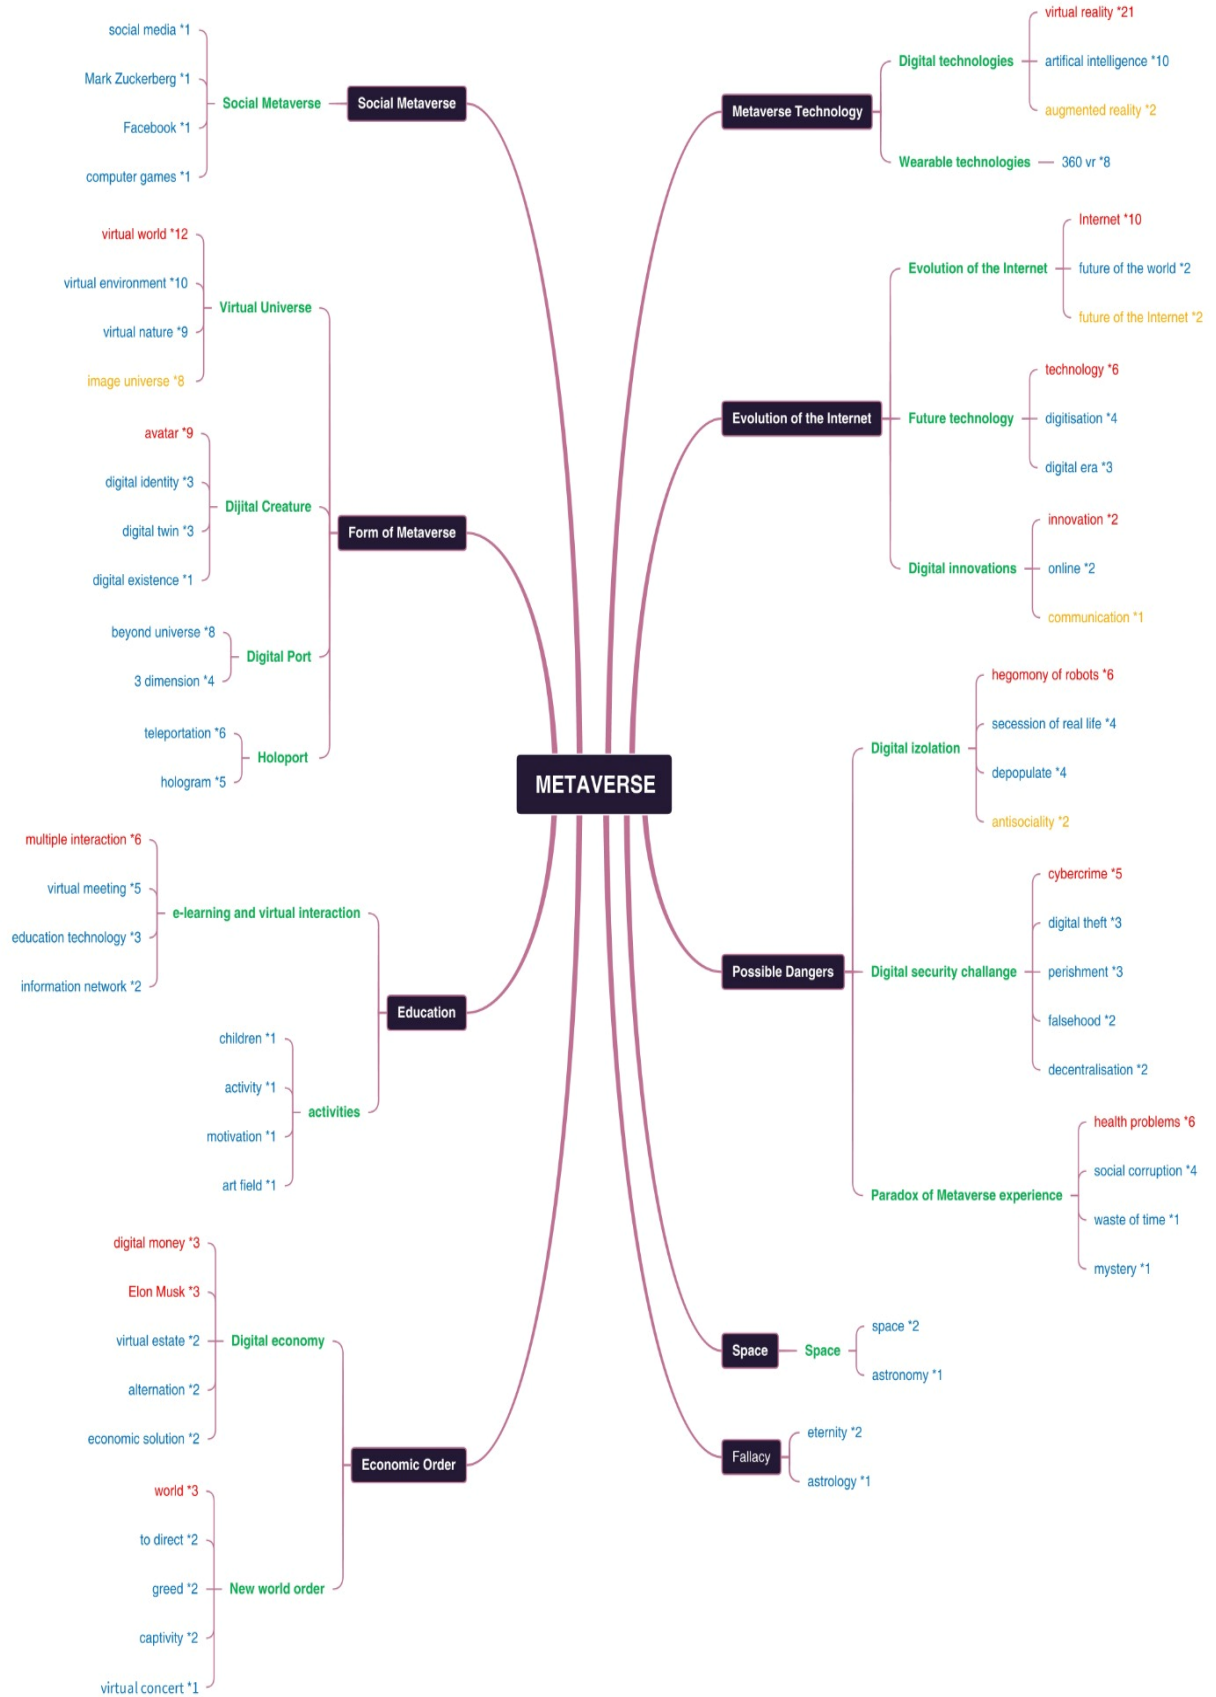 METAVERSE
Social Metaverse
Social Metaverse
social media *1
Mark Zuckerberg *1
Facebook *1
computer games *1
Form of Metaverse
Virtual Universe
virtual world *12
virtual environment *10
virtual nature *9
image universe *8
Dijital Creature
avatar *9
digital identity *3
digital twin *3
digital existence *1
Digital Port
beyond universe *8
3 dimension *4
Holoport
teleportation *6
hologram *5
Education
e-learning and virtual interaction
multiple interaction *6
virtual meeting *5
education technology *3
information network *2
activities
children *1
activity *1
motivation *1
art field *1
Economic Order
Digital economy
digital money *3
Elon Musk *3
virtual estate *2
alternation *2
economic solution *2
New world order
world *3
to direct *2
greed *2
captivity *2
virtual concert *1
Metaverse Technology
Digital technologies
virtual reality *21
artifical intelligence *10
augmented reality *2
Wearable technologies
360 vr *8
Evolution of the Internet
Evolution of the Internet
Internet *10
future of the world *2
future of the Internet *2
Future technology
technology *6
digitisation *4
digital era *3
Digital innovations
innovation *2
online *2
communication *1
Possible Dangers
Digital izolation
hegomony of robots *6
secession of real life *4
depopulate *4
antisociality *2
Digital security challange
cybercrime *5
digital theft *3
perishment *3
falsehood *2
decentralisation *2
Paradox of Metaverse experience
health problems *6
social corruption *4
waste of time *1
mystery *1
Space
Space
space *2
astronomy *1
Fallacy
eternity *2
astrology *1